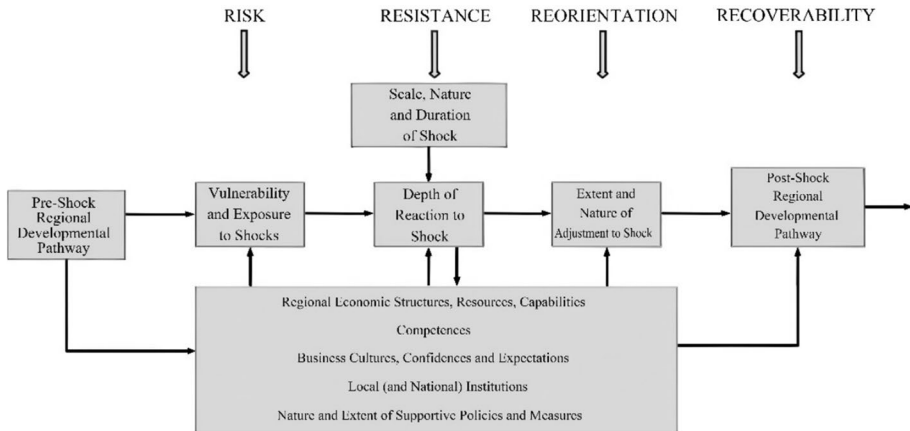 RISK
RESISTANCE
REORIENTATION
RECOVERABILITY
Scale, Nature
and Duration
of Shock
Pre-Shock
Regional
Developmental
Pathway
Vulnerability
and Exposure
to Shocks
Depth of
Reaction to
Shock
Extent and
Nature of
Adjustment to Shock
Post-Shock
Regional
Developmental
Pathway
Regional Economic Structures, Resources, Capabilities
Competences
Business Cultures, Confidences and Expectations
Local (and National) Institutions
Nature and Extent of Supportive Policies and Measures